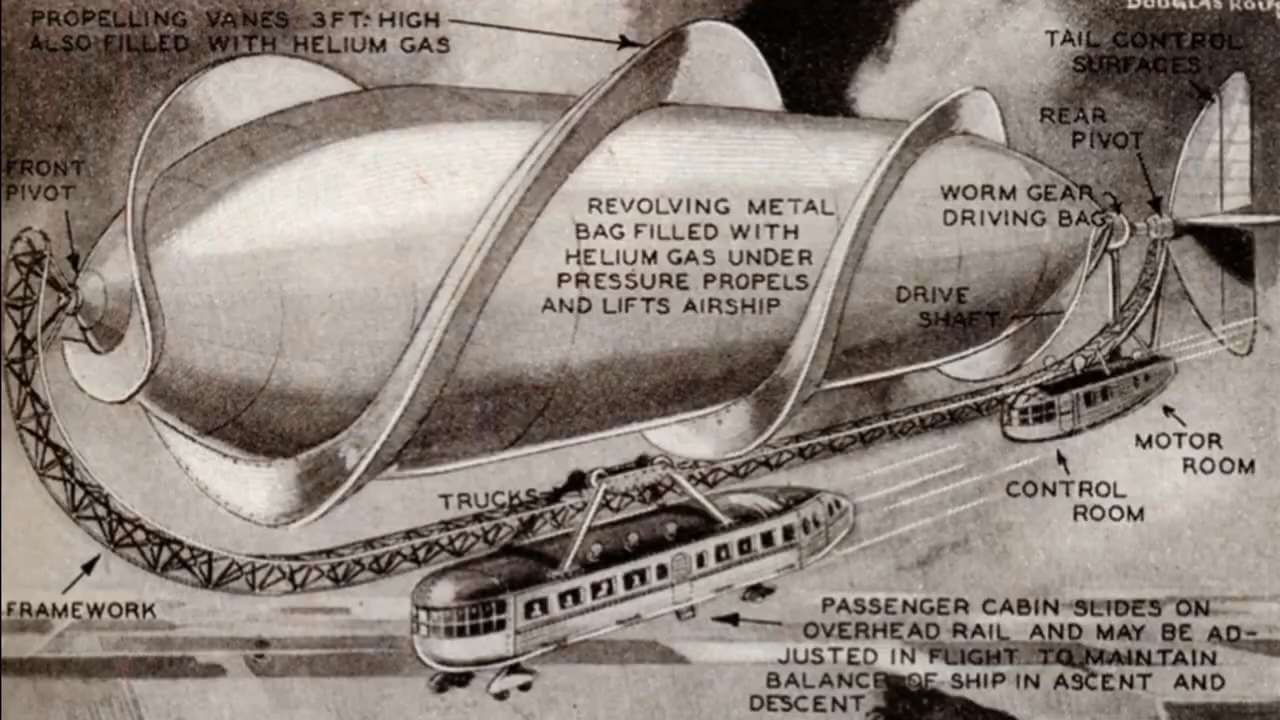 PROPELLING VANES 3FT. HIGH
ALSO FILLED WITH HELIUM GAS
DOUGLAS
TAIL CONTROL
SURFACES
REAR
PIVOT
FRONT
PIVOT
WORM GEAR
DRIVING BAG
REVOLVING METAL
BAG FILLED WITH
HELIUM GAS UNDER
PRESSURE PROPELS
AND LIFTS AIRSHIP
DRIVE
SHAFT
MOTOR
ROOM
CONTROL
ROOM
TRUCKS
FRAMEWORK
PASSENGER CABIN SLIDES ON
OVERHEAD RAIL AND MAY BE AD-
JUSTED IN FLIGHT TO MAINTAIN
BALANCE OF SHIP IN ASCENT AND
DESCENT